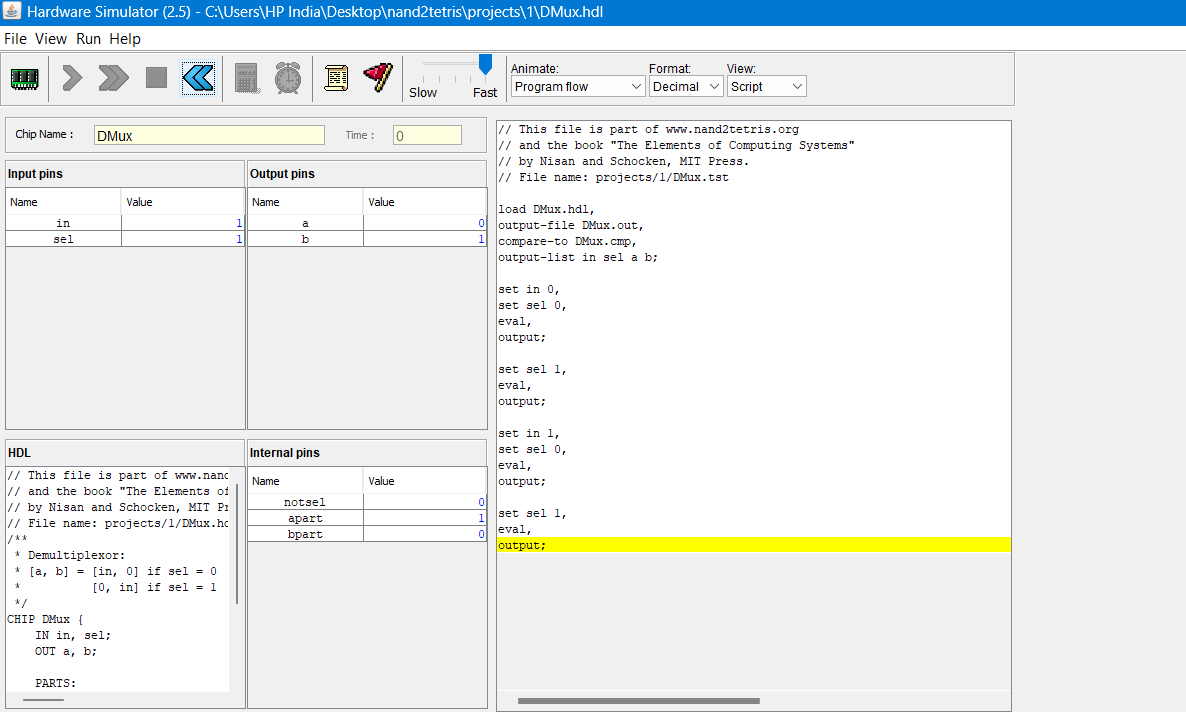 Hardware Simulator (2.5) - C:\Users\HP India\Desktop\nand2tetris\projects\1\DMux.hdl
File View Run Help
Slow Fast
Animate: Format: View:
Program flow Decimal Script
Chip Name : DMux Time : 0
Input pins
Name Value
in 1
sel 1
Output pins
Name Value
a 0
b 1
HDL
// This file is part of www.nand
// and the book "The Elements of
// by Nisan and Schocken, MIT Pr
// File name: projects/1/DMux.hd
/**
* Demultiplexor:
* [a, b] = [in, 0] if sel = 0
* [0, in] if sel = 1
*/
CHIP DMux {
IN in, sel;
OUT a, b;
PARTS:
Internal pins
Name Value
notsel 0
apart 1
bpart 0
// This file is part of www.nand2tetris.org
// and the book "The Elements of Computing Systems"
// by Nisan and Schocken, MIT Press.
// File name: projects/1/DMux.tst
load DMux.hdl,
output-file DMux.out,
compare-to DMux.cmp,
output-list in sel a b;
set in 0,
set sel 0,
eval,
output;
set sel 1,
eval,
output;
set in 1,
set sel 0,
eval,
output;
set sel 1,
eval,
output;